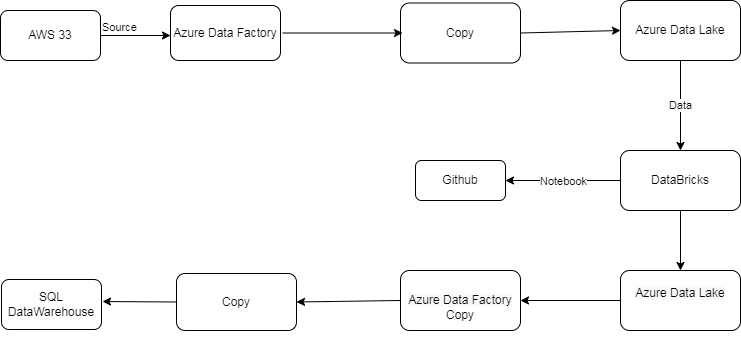 AWS 33
Source
Azure Data Factory
Copy
Azure Data Lake
Data
Github
Notebook
DataBricks
SQL
DataWarehouse
Copy
Azure Data Factory
Copy
Azure Data Lake